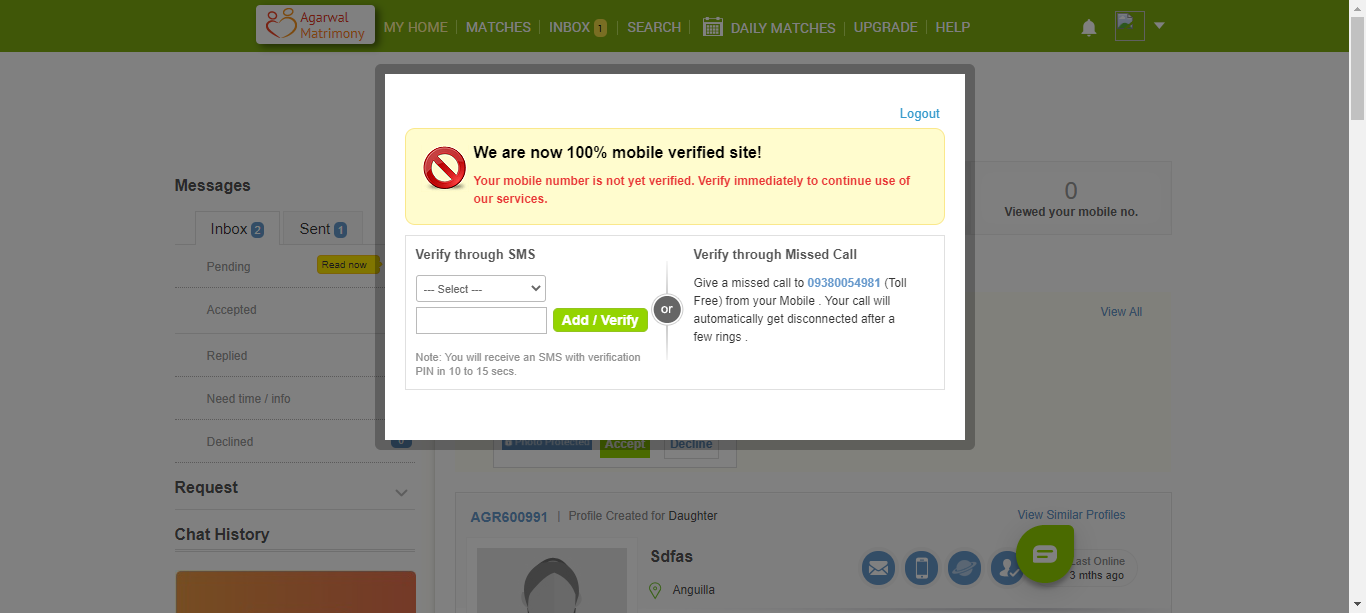 Agarwal
Matrimony
MY HOME
MATCHES
INBOX 1
SEARCH
DAILY MATCHES
UPGRADE
HELP
Logout
We are now 100% mobile verified site!
Your mobile number is not yet verified. Verify immediately to continue use of
our services.
Verify through SMS
--- Select ---
Add / Verify
Note: You will receive an SMS with verification
PIN in 10 to 15 secs.
or
Verify through Missed Call
Give a missed call to 09380054981 (Toll
Free) from your Mobile . Your call will
automatically get disconnected after a
few rings .
Messages
Inbox 2
Sent 1
Pending
Read now
Accepted
Replied
Need time / info
Declined
Request
Chat History
0
Viewed your mobile no.
View All
Photo Protected
Accept
Decline
AGR600991 | Profile Created for Daughter
View Similar Profiles
Sdfas
Anguilla
Last Online
3 mths ago